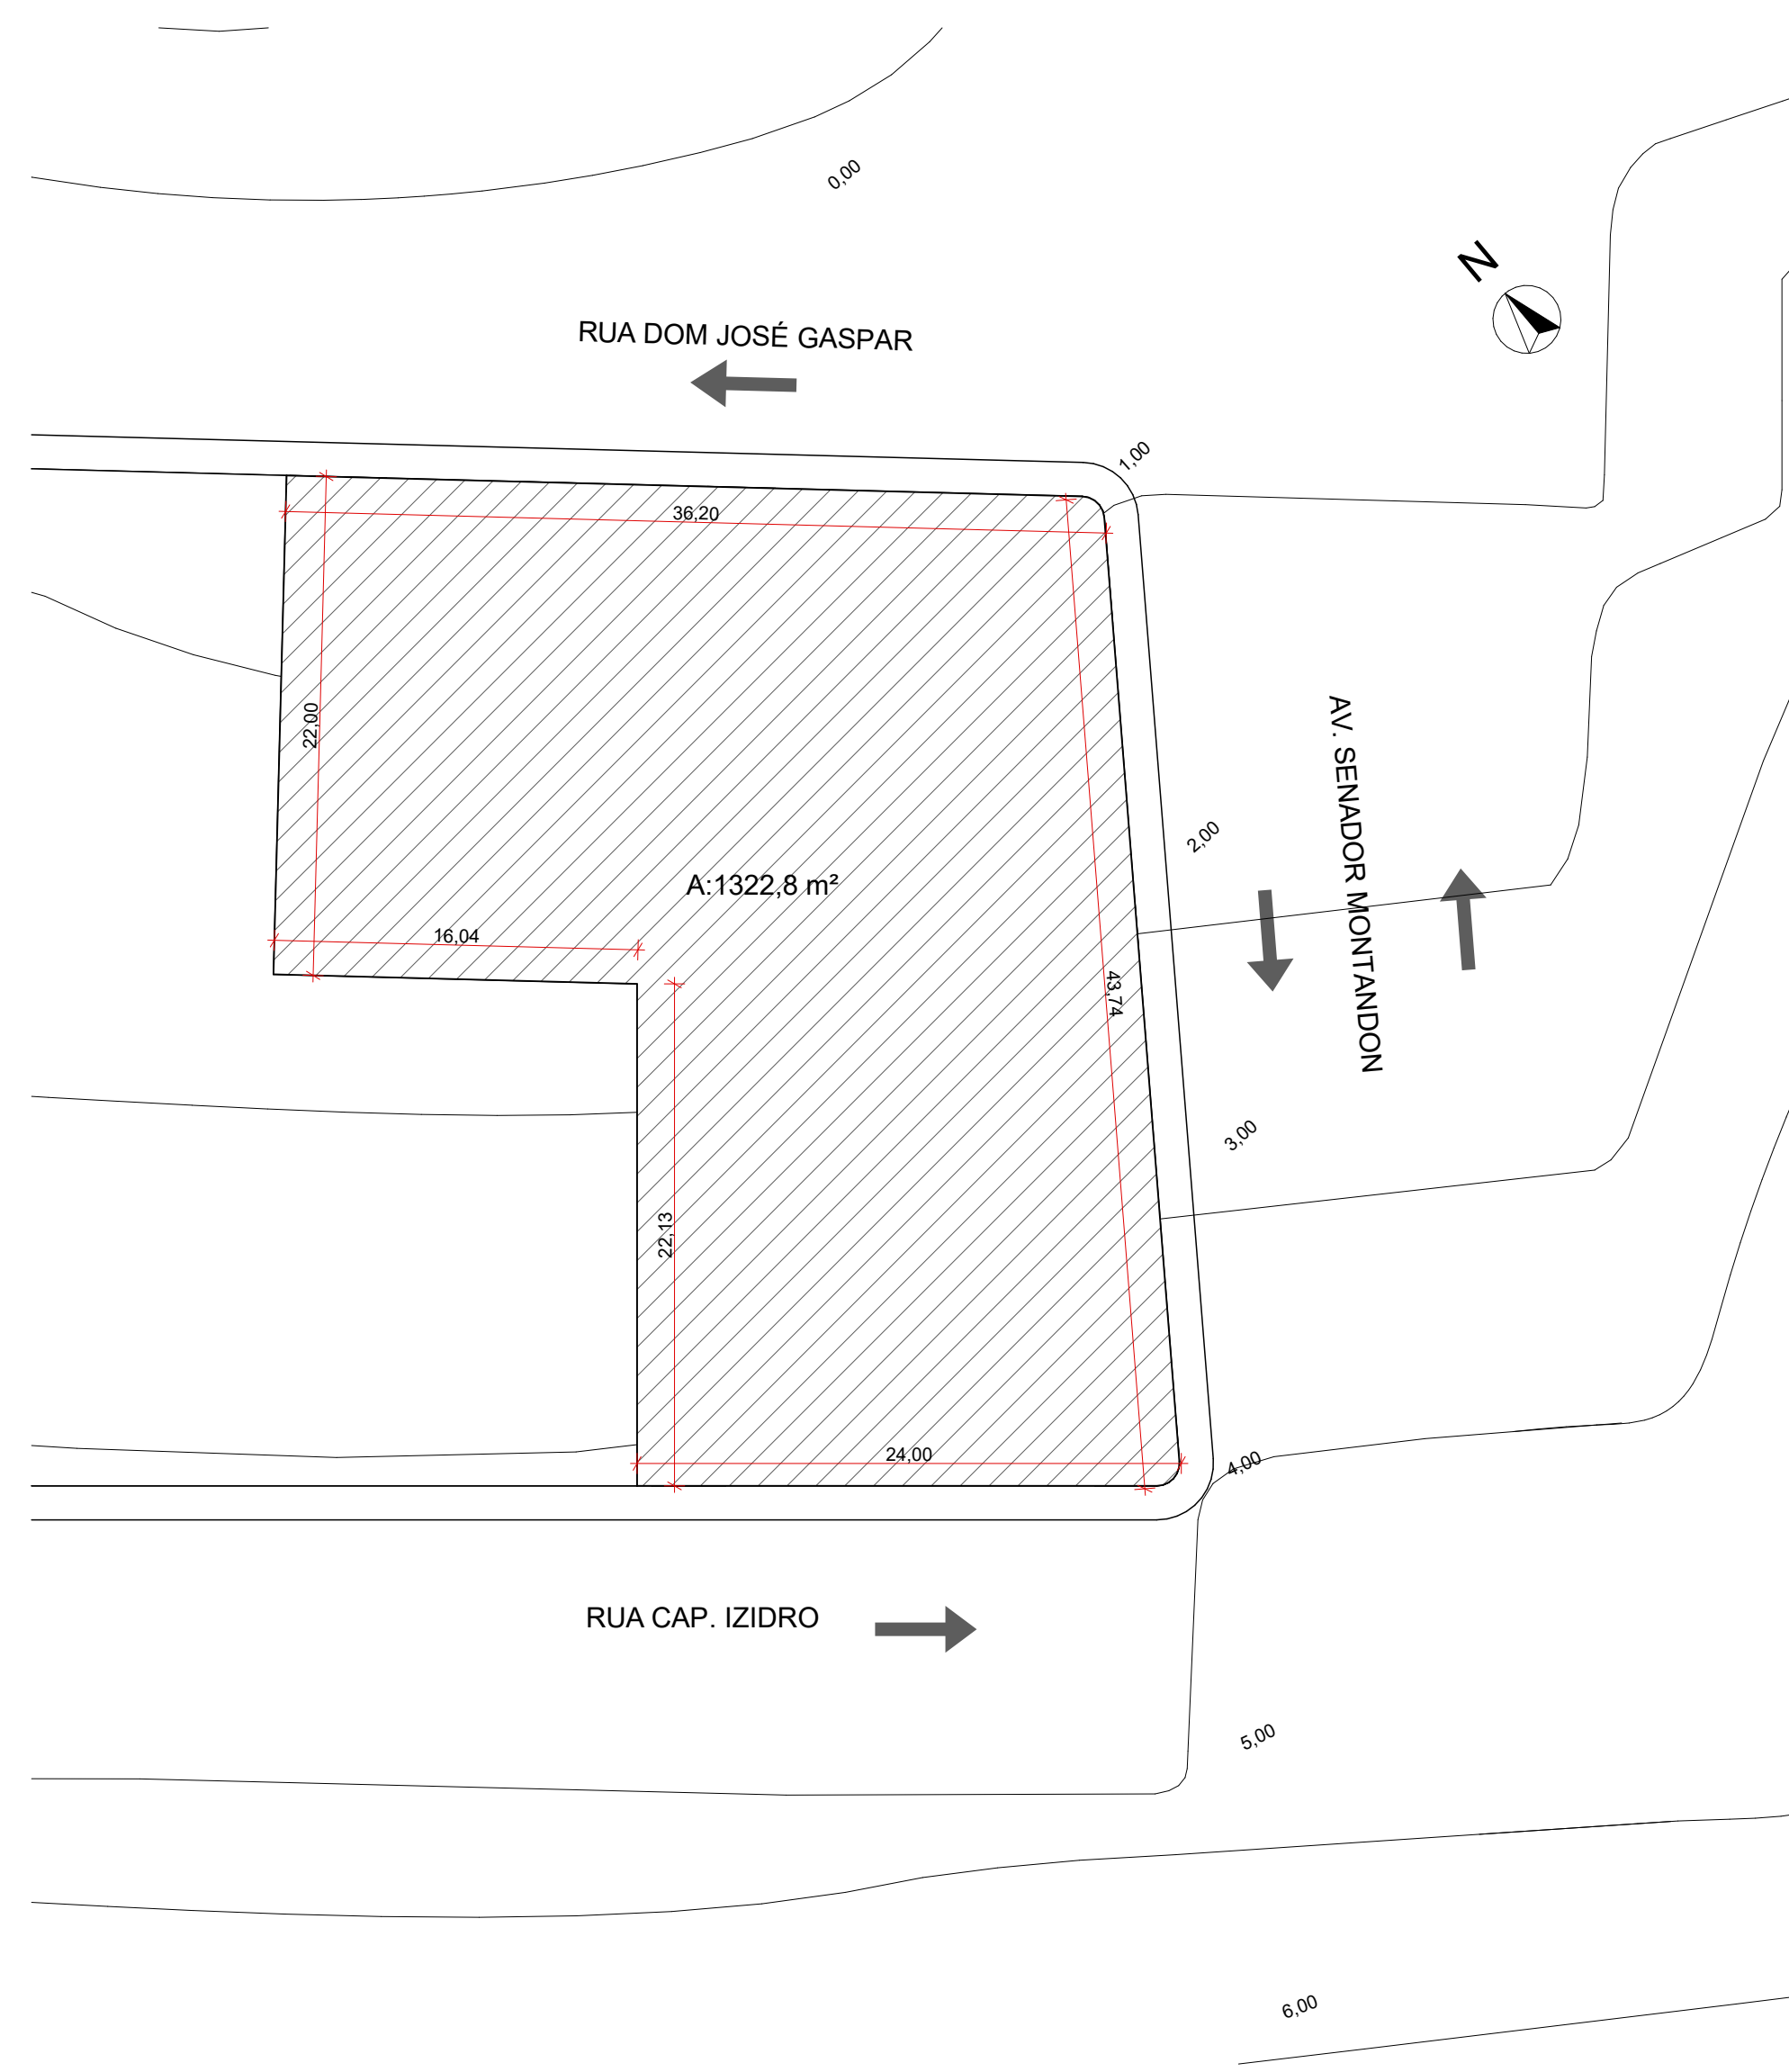 0,00
N
RUA DOM JOSÉ GASPAR
1,00
36,20
22,00
AV. SENADOR MONTANDON
2,00
A:1322,8 m²
16,04
43,74
3,00
22,13
24,00
4,00
RUA CAP. IZIDRO
5,00
6,00